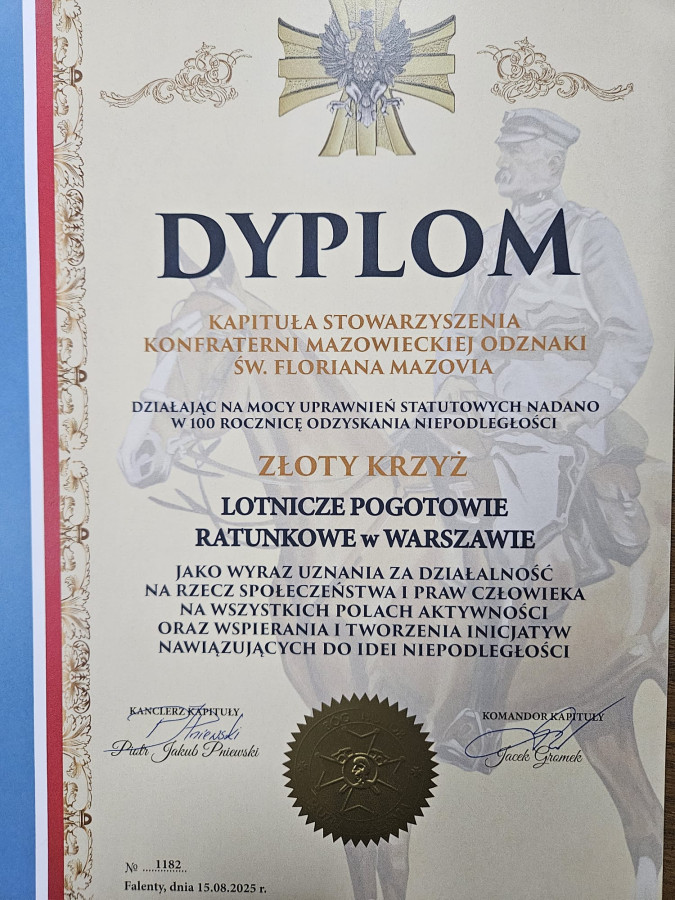 DYPLOM
KAPITUŁA STOWARZYSZENIA
KONFRATERNI MAZOWIECKIEJ ODZNAKI
ŚW. FLORIANA MAZOVIA
DZIAŁAJĄC NA MOCY UPRAWNIEŃ STATUTOWYCH NADANO
W 100 ROCZNICĘ ODZYSKANIA NIEPODLEGŁOŚCI
ZŁOTY KRZYŻ
LOTNICZE POGOTOWIE
RATUNKOWE w WARSZAWIE
JAKO WYRAZ UZNANIA ZA DZIAŁALNOŚĆ
NA RZECZ SPOŁECZEŃSTWA I PRAW CZŁOWIEKA
NA WSZYSTKICH POLACH AKTYWNOŚCI
ORAZ WSPIERANIA I TWORZENIA INICJATYW
NAWIĄZUJĄCYCH DO IDEI NIEPODLEGŁOŚCI
KANCLERZ KAPITUŁY
Piotr Jakub Pniewski
KOMANDOR KAPITUŁY
Jacek Gromek
№ 1182
Falenty, dnia 15.08.2025 r.